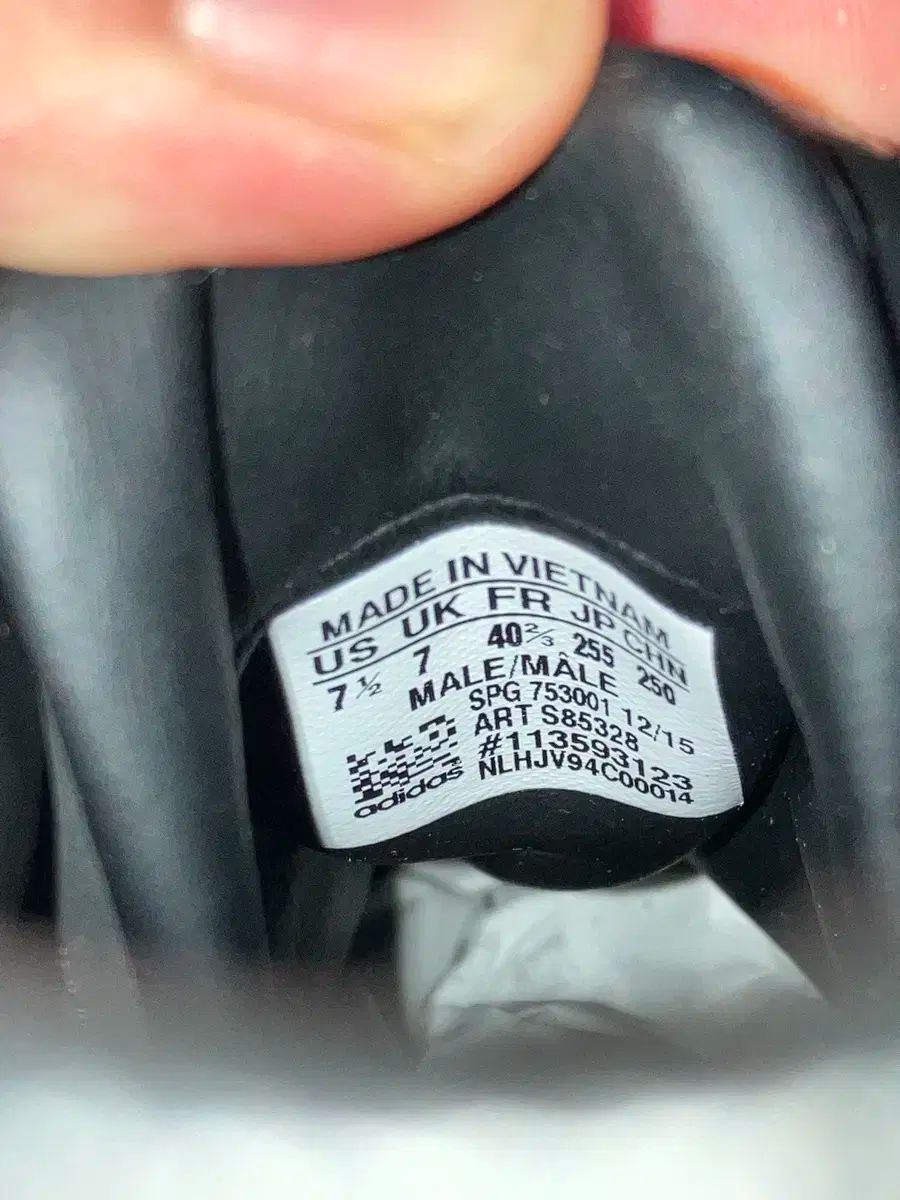 MADE IN VIETNAM
US UK FR JP CHN
7½ 7 40⅔ 255 250
MALE/MÂLE
SPG 753001 12/15
ART S85328
#113593123
NLHJV94C00014
adidas